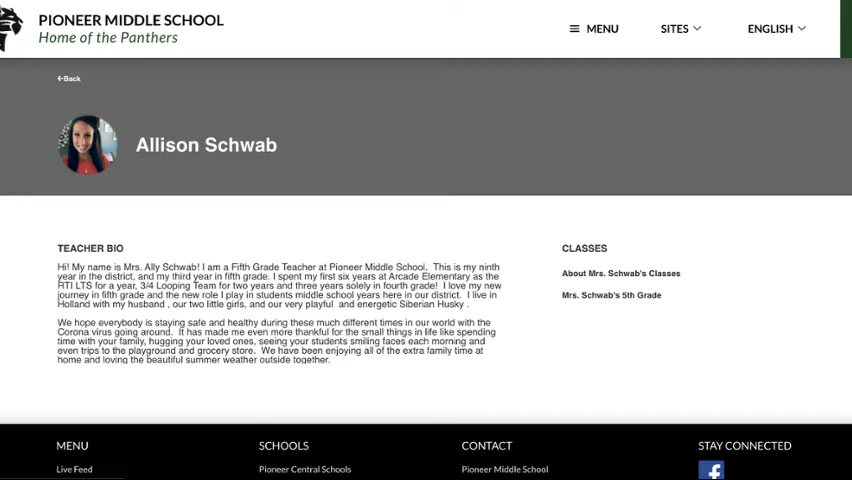 PIONEER MIDDLE SCHOOL
Home of the Panthers
MENU
SITES
ENGLISH
Back
Allison Schwab
TEACHER BIO
Hi! My name is Mrs. Ally Schwab! I am a Fifth Grade Teacher at Pioneer Middle School. This is my ninth
year in the district, and my third year in fifth grade. I spent my first six years at Arcade Elementary as the
RTI LTS for a year, 3/4 Looping Team for two years and three years solely in fourth grade! I love my new
journey in fifth grade and the new role I play in students middle school years here in our district. I live in
Holland with my husband , our two little girls, and our very playful and energetic Siberian Husky .
We hope everybody is staying safe and healthy during these much different times in our world with the
Corona virus going around. It has made me even more thankful for the small things in life like spending
time with your family, hugging your loved ones, seeing your students smiling faces each morning and
even trips to the playground and grocery store. We have been enjoying all of the extra family time at
home and loving the beautiful summer weather outside together.
CLASSES
About Mrs. Schwab's Classes
Mrs. Schwab's 5th Grade
MENU
Live Feed
SCHOOLS
Pioneer Central Schools
CONTACT
Pioneer Middle School
STAY CONNECTED